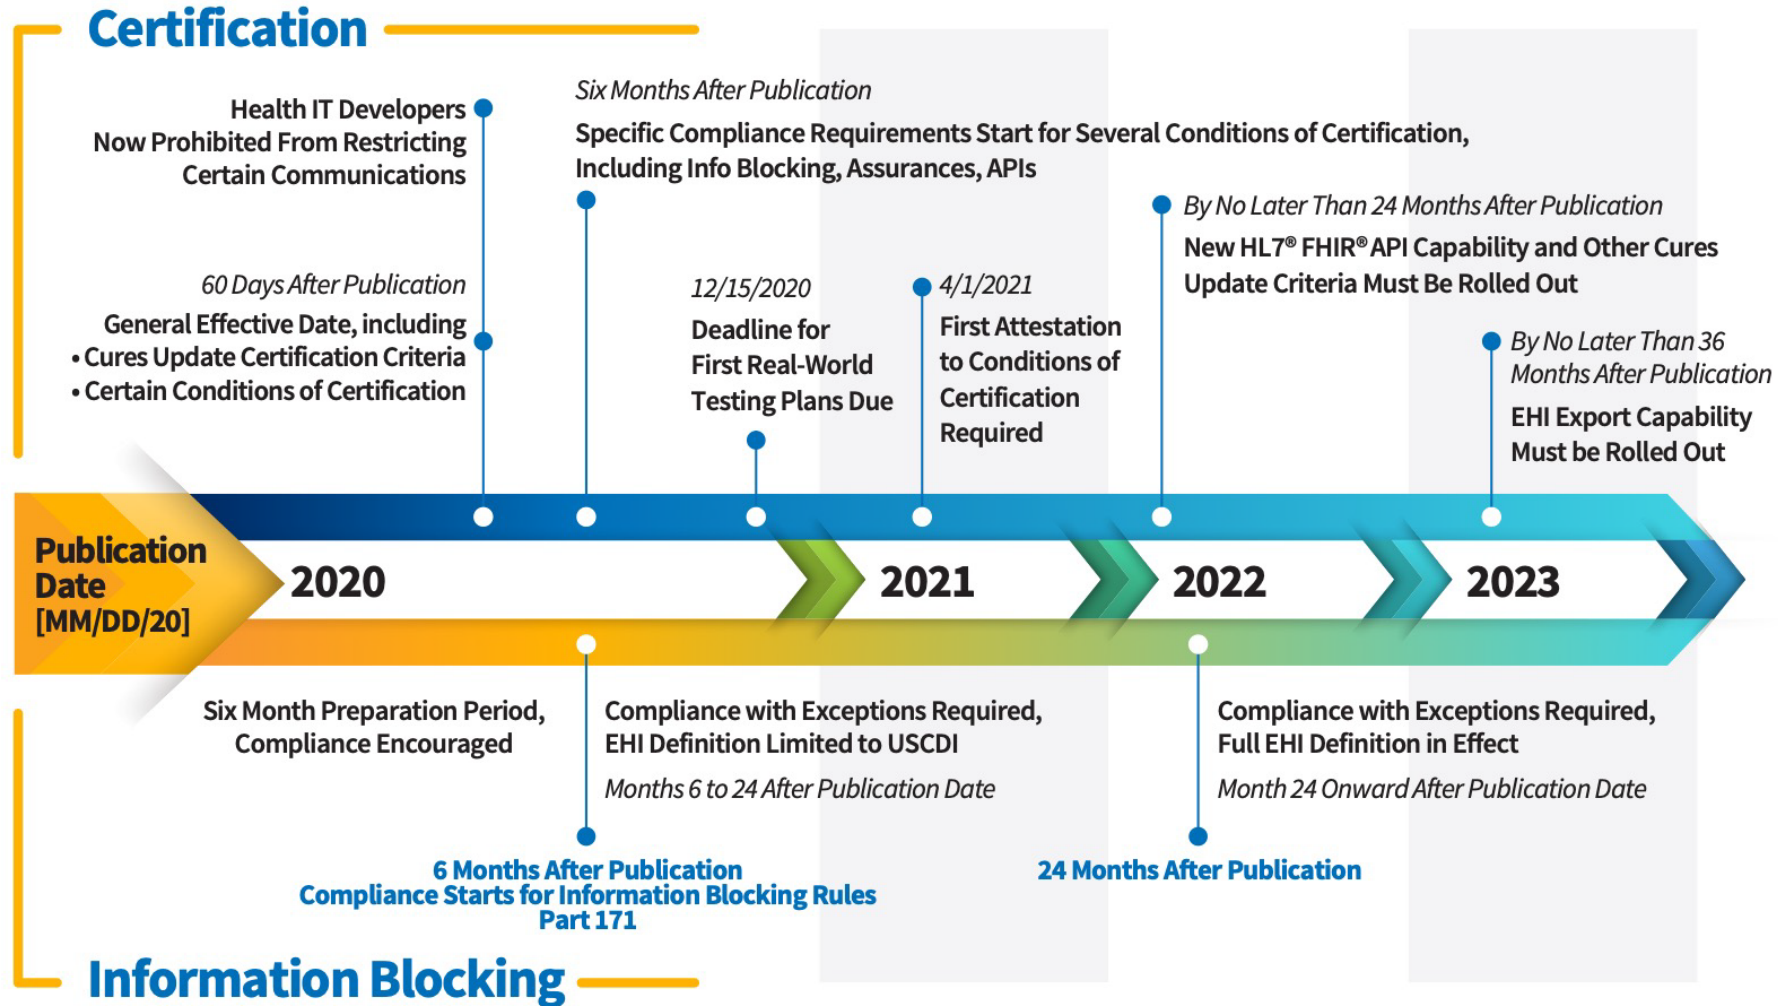 Certification
Health IT Developers
Now Prohibited From Restricting
Certain Communications
60 Days After Publication
General Effective Date, including
• Cures Update Certification Criteria
• Certain Conditions of Certification
Six Months After Publication
Specific Compliance Requirements Start for Several Conditions of Certification,
Including Info Blocking, Assurances, APIs
12/15/2020
Deadline for
First Real-World
Testing Plans Due
4/1/2021
First Attestation
to Conditions of
Certification
Required
By No Later Than 24 Months After Publication
New HL7® FHIR® API Capability and Other Cures
Update Criteria Must Be Rolled Out
By No Later Than 36
Months After Publication
EHI Export Capability
Must be Rolled Out
Publication
Date
[MM/DD/20]
2020
2021
2022
2023
Six Month Preparation Period,
Compliance Encouraged
Compliance with Exceptions Required,
EHI Definition Limited to USCDI
Months 6 to 24 After Publication Date
Compliance with Exceptions Required,
Full EHI Definition in Effect
Month 24 Onward After Publication Date
6 Months After Publication
Compliance Starts for Information Blocking Rules
Part 171
24 Months After Publication
Information Blocking